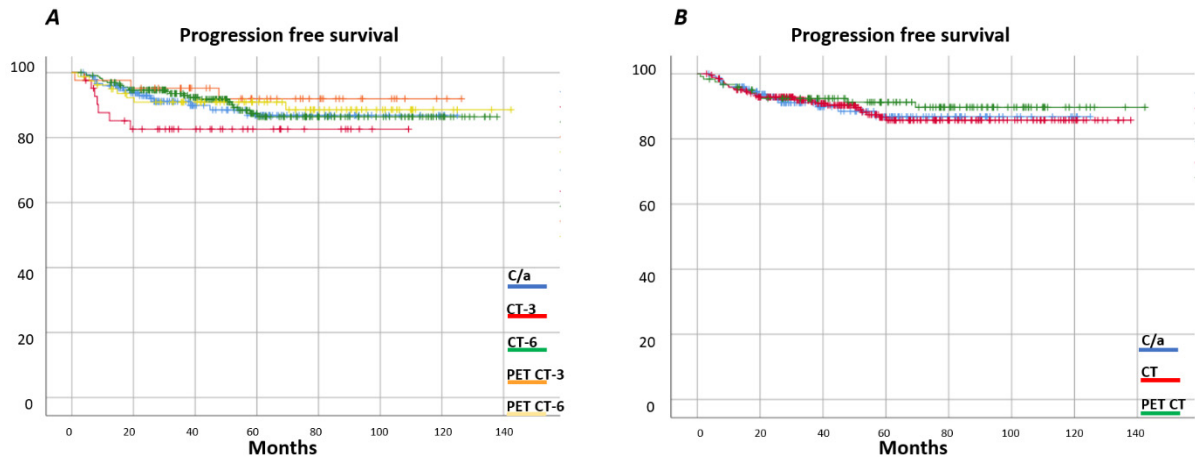 A
Progression free survival
100
80
60
40
20
0
0 20 40 60 80 100 120 140
Months
C/a
CT-3
CT-6
PET CT-3
PET CT-6
B
Progression free survival
100
80
60
40
20
0
0 20 40 60 80 100 120 140
Months
C/a
CT
PET CT